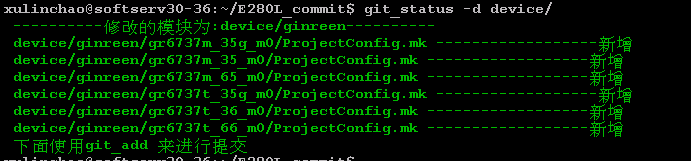 xulinchao@softserv30-36:~/E280L_commit$ git_status -d device/
-----------修改的模块为:device/ginreen-----------
device/ginreen/gr6737m_35g_m0/ProjectConfig.mk ------------------新增
device/ginreen/gr6737m_35_m0/ProjectConfig.mk ------------------新增
device/ginreen/gr6737m_65_m0/ProjectConfig.mk ------------------新增
device/ginreen/gr6737t_35g_m0/ProjectConfig.mk ------------------新增
device/ginreen/gr6737t_36_m0/ProjectConfig.mk ------------------新增
device/ginreen/gr6737t_66_m0/ProjectConfig.mk ------------------新增
下面使用git_add 来进行提交
xulinchao@softserv30-36:~/E280L_commit$